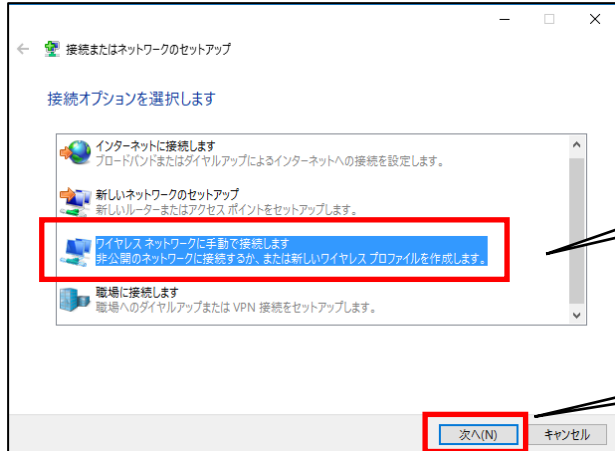 接続またはネットワークのセットアップ
接続オプションを選択します
インターネットに接続します
ブロードバンドまたはダイヤルアップによるインターネットへの接続を設定します。
新しいネットワークのセットアップ
新しいルーターまたはアクセス ポイントをセットアップします。
ワイヤレス ネットワークに手動で接続します
非公開のネットワークに接続するか、または新しいワイヤレス プロファイルを作成します。
職場に接続します
職場へのダイヤルアップまたは VPN 接続をセットアップします。
次へ(N)
キャンセル